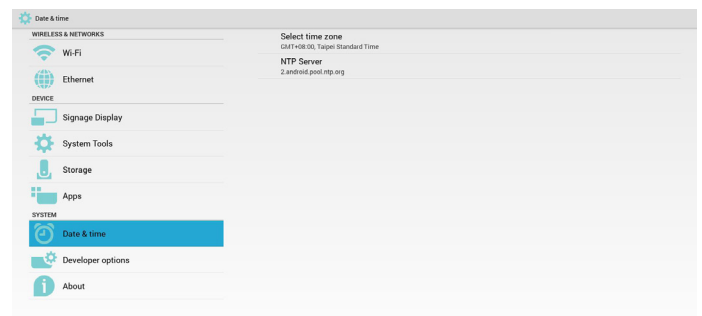 Date & time
WIRELESS & NETWORKS
Wi-Fi
Ethernet
DEVICE
Signage Display
System Tools
Storage
Apps
SYSTEM
Date & time
Developer options
About
Select time zone
GMT+08:00, Taipei Standard Time
NTP Server
2.android.pool.ntp.org